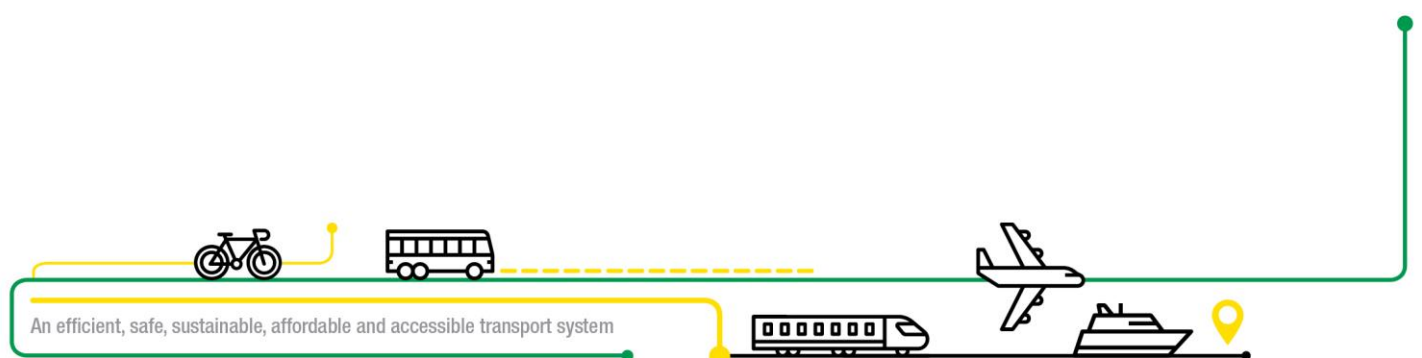 An efficient, safe, sustainable, affordable and accessible transport system